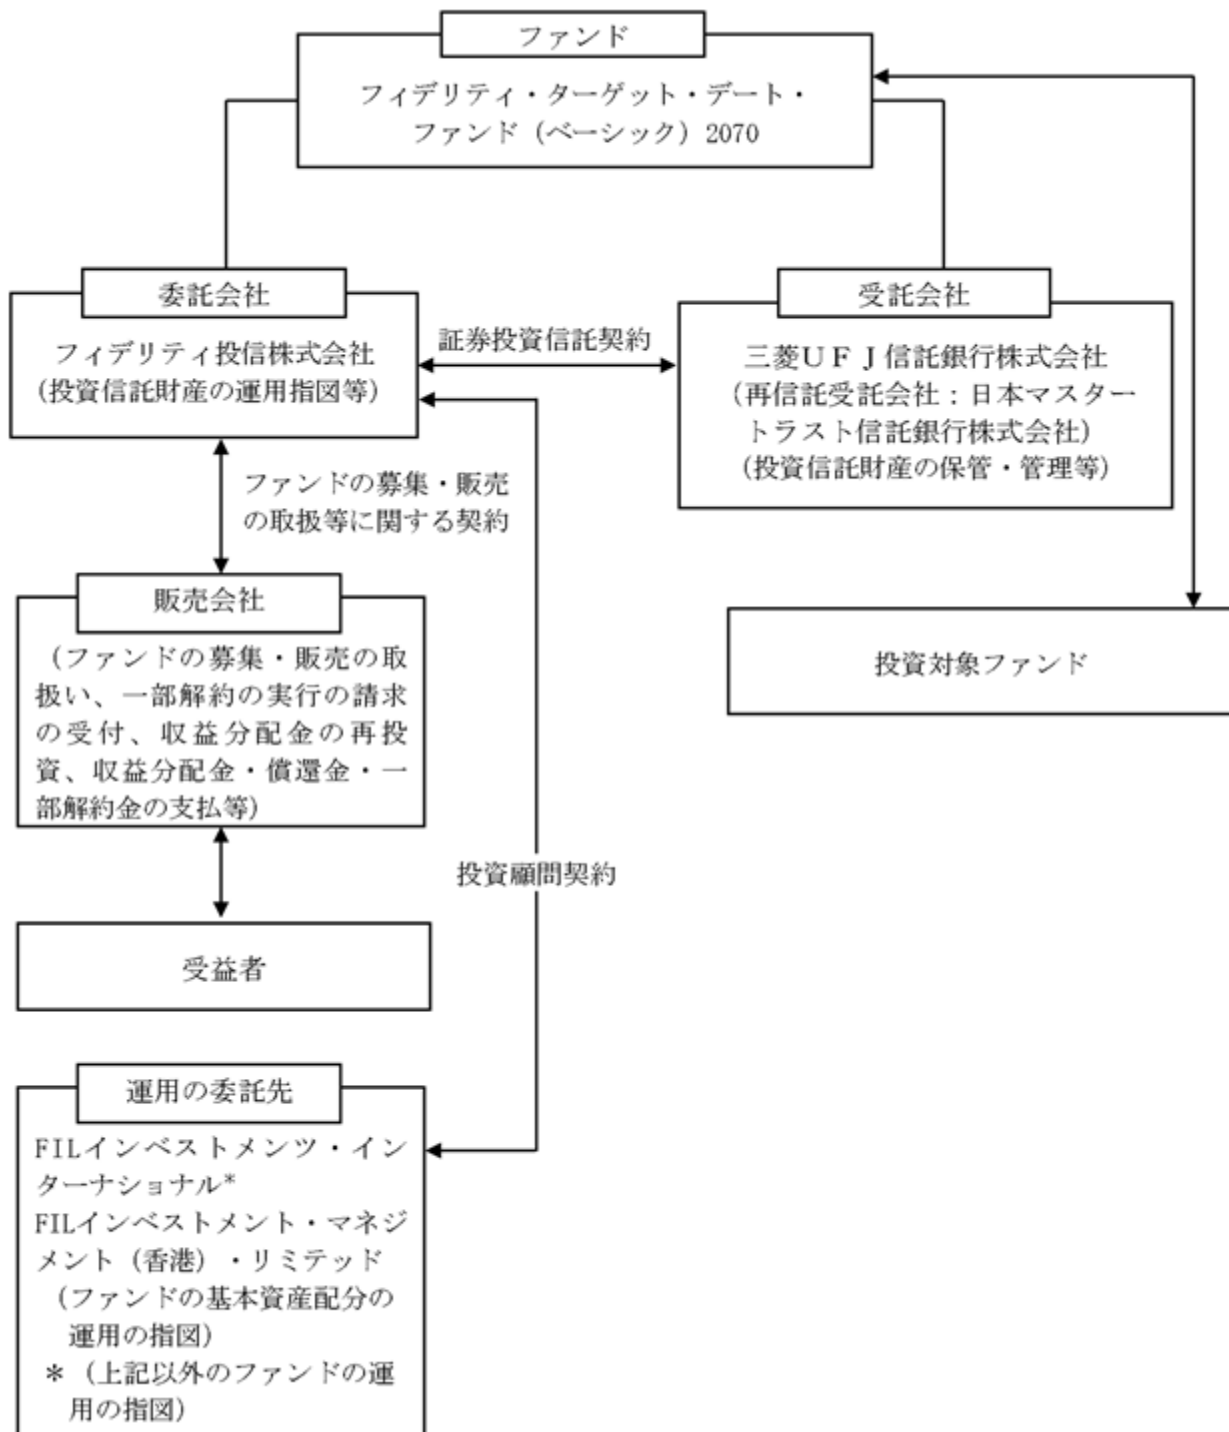 ファンド
フィデリティ・ターゲット・デート・
ファンド（ベーシック）2070
委託会社
フィデリティ投信株式会社
（投資信託財産の運用指図等）
証券投資信託契約
受託会社
三菱ＵＦＪ信託銀行株式会社
（再信託受託会社：日本マスター
トラスト信託銀行株式会社）
（投資信託財産の保管・管理等）
ファンドの募集・販売
の取扱等に関する契約
販売会社
（ファンドの募集・販売の取
扱い、一部解約の実行の請求
の受付、収益分配金の再投
資、収益分配金・償還金・一
部解約金の支払等）
投資対象ファンド
投資顧問契約
受益者
運用の委託先
FILインベストメンツ・イン
ターナショナル*
FILインベストメント・マネジ
メント（香港）・リミテッド
（ファンドの基本資産配分の
運用の指図）
＊（上記以外のファンドの運
用の指図）